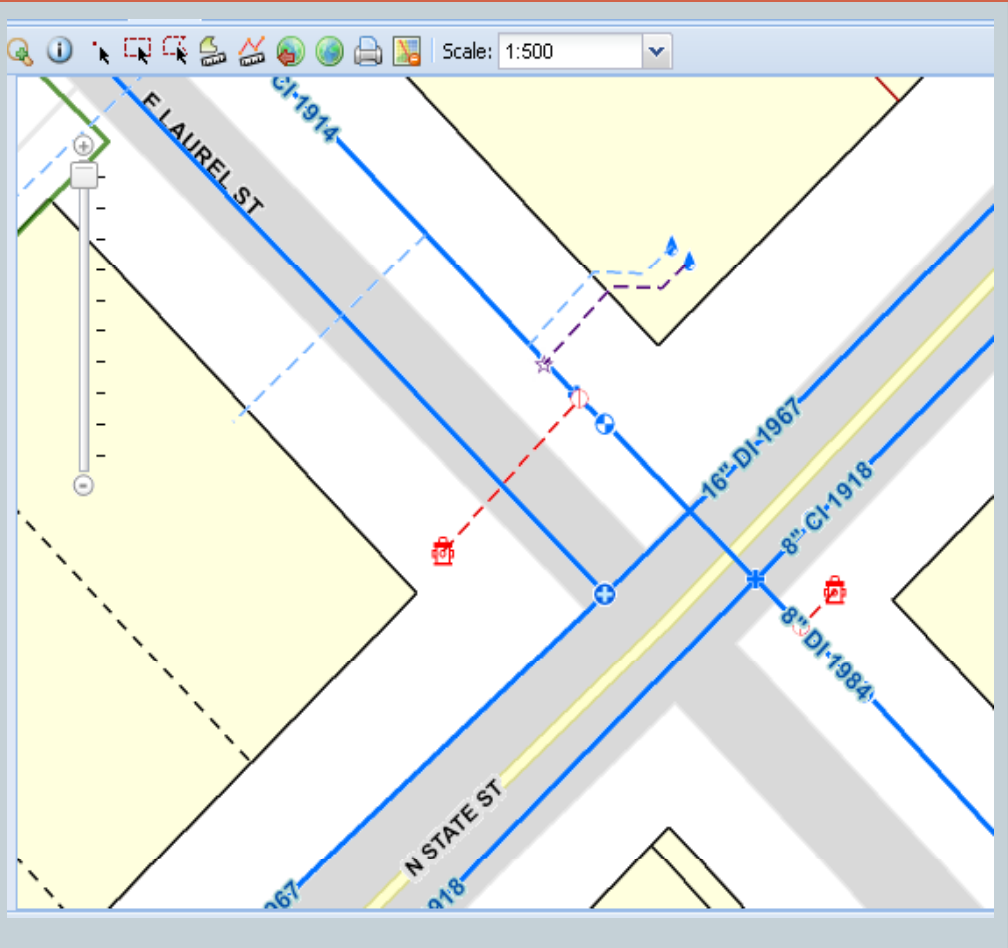 Scale: 1:500
CI-1914
E LAUREL ST
16" DI-1967
8" CI-1918
8" DI-1984
N STATE ST
967
918